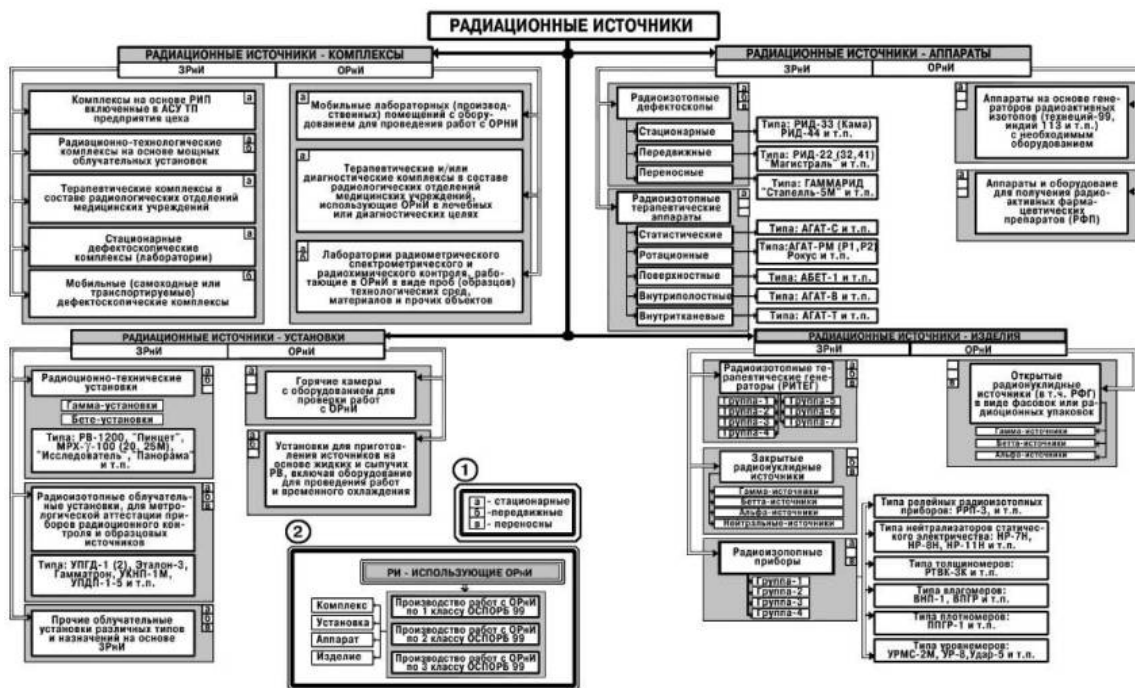 РАДИАЦИОННЫЕ ИСТОЧНИКИ
РАДИАЦИОННЫЕ ИСТОЧНИКИ - КОМПЛЕКСЫ
ЗРнИ
ОРнИ
Комплексы на основе РИП
включенные в АСУ ТП
предприятия цеха
а
Радиационно-технологические
комплексы на основе мощных
облучательных установок
а
б
Терапевтические комплексы в
составе радиологических отделений
медицинских учреждений
а
Стационарные
дефектоскопические
комплексы (лаборатории)
а
Мобильные (самоходные или
транспортируемые)
дефектоскопические комплексы
б
а
Мобильные лабораторных (производ-
ственных) помещений с оборудо-
ванием для проведения работ с ОРНИ
а
Терапевтические и/или
диагностические комплексы в составе
радиологических отделений
медицинских учреждений,
использующие ОРнИ в лечебных
или диагностических целях
а
б
Лаборатории радиометрического
спектрометрического
и радиохимического контроля, рабо-
тающие в ОРнИ в виде проб (образцов)
технологических сред,
материалов и прочих объектов
РАДИАЦИОННЫЕ ИСТОЧНИКИ - АППАРАТЫ
ЗРнИ
ОРнИ
Радиоизотопные
дефектоскопы
а
б
в
Стационарные
Типа: РИД-33 (Кама)
РИД-44 и т.п.
Передвижные
Типа: РИД-22 (32,41)
"Магистраль" и т.п.
Переносные
Типа: ГАММАРИД
"Стапелль-5М" и т.п.
Радиоизотопные
терапевтические
аппараты
а
Статистические
Типа: АГАТ-С и т.п.
Ротационные
Типа:АГАТ-РМ (Р1,Р2)
Рокус и т.п.
Поверхностные
Типа: АБЕТ-1 и т.п.
Внутриполостные
Типа: АГАТ-В и т.п.
Внутритканевые
Типа: АГАТ-Т и т.п.
а
Аппараты на основе гене-
раторов радиоактивных
изотопов (технеций-99,
индий 113 и т.п.)
с необходимым
оборудованием
а
Аппараты и оборудование
для получения радио-
активных фарма-
цевтических
препаратов (РФП)
РАДИАЦИОННЫЕ ИСТОЧНИКИ - УСТАНОВКИ
ЗРнИ
ОРнИ
Радиоционно-технические
установки
а
б
Гамма-установки
Бете-установки
Типа: РВ-1200, "Пинцет",
МРХ-γ-100 (20, 25М),
"Исследователь","Панорама"
и т.п.
Радиоизотопные облучатель-
ные установки, для метро-
логической аттестации при-
боров радиоционного кон-
троля и образцовых
источников
а
б
в
Типа: УПГД-1 (2), Эталон-3,
Гамматрон, УКНП-1М,
УПДП-1-5 и т.п.
Прочие облучательные
установки различных типов
и назначений на основе
ЗРнИ
а
б
в
а
Горячие камеры
с оборудованием для
проверки работ
с ОРнИ
а
б
Установки для приготов-
ления источников на
основе жидких и сыпучих
РВ, включая оборудование
для проведения работ
и временного охлаждения
1
а - стационарные
б -передвижные
в - переносны
2
РИ - ИСПОЛЬЗУЮЩИЕ ОРнИ
Комплекс
Установка
Аппарат
Изделие
Производство работ с ОРнИ
по 1 классу ОСПОРБ 99
Производство работ с ОРнИ
по 2 классу ОСПОРБ 99
Производство работ с ОРнИ
по 3 классу ОСПОРБ 99
РАДИАЦИОННЫЕ ИСТОЧНИКИ - ИЗДЕЛИЯ
ЗРнИ
ОРнИ
Радиоизотопные те-
рапевтические гене-
раторы (РИТЕГ)
а
б
в
Группа-1
Группа-2
Группа-3
Группа-4
Группа-5
Группа-6
Группа-7
Закрытые
радионуклидные
источники
а
б
в
Гамма-источники
Бетта-источники
Альфа-источники
Нейтральные-источники
Радиоизопопные
приборы
а
б
в
Группа-1
Группа-2
Группа-3
Группа-4
в
Открытые
радионуклидные
источники (в т.ч. РФГ)
в виде фасовок или ра-
диоционных упаковок
Гамма-источники
Бетта-источники
Альфа-источники
Типа релейных радиоизотопных
приборов: РРП-3, и т.п.
Типа нейтрализаторов статичес-
кого электричества: НР-7Н,
НР-8Н, НР-11Н и т.п.
Типа толщиномеров:
РТВК-3К и т.п.
Типа влагомеров:
ВНП-1, ВПГР и т.п.
Типа плотномеров:
ППГР-1 и т.п.
Типа уровнемеров:
УРМС-2М, УР-8,Удар-5 и т.п.